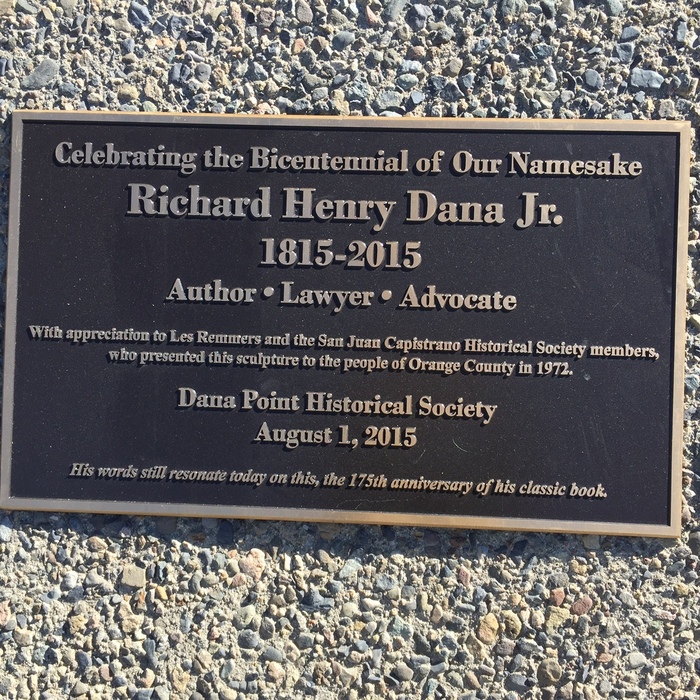 Celebrating the Bicentennial of Our Namesake
Richard Henry Dana Jr.
1815-2015
Author • Lawyer • Advocate
With appreciation to Les Remmers and the San Juan Capistrano Historical Society members,
who presented this sculpture to the people of Orange County in 1972.
Dana Point Historical Society
August 1, 2015
His words still resonate today on this, the 175th anniversary of his classic book.